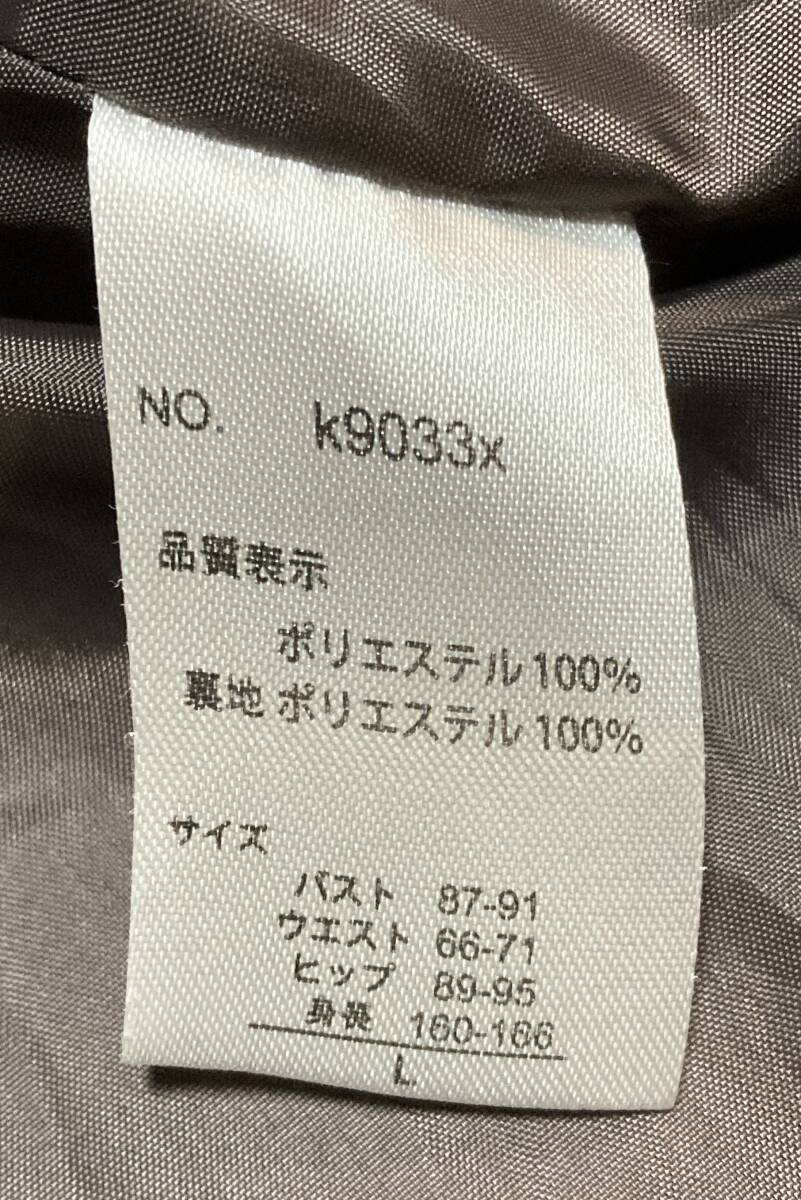 NO. k9033x
品質表示
ポリエステル100%
裏地 ポリエステル100%
サイズ
バスト 87-91
ウエスト 66-71
ヒップ 89-95
身長 160-166
L